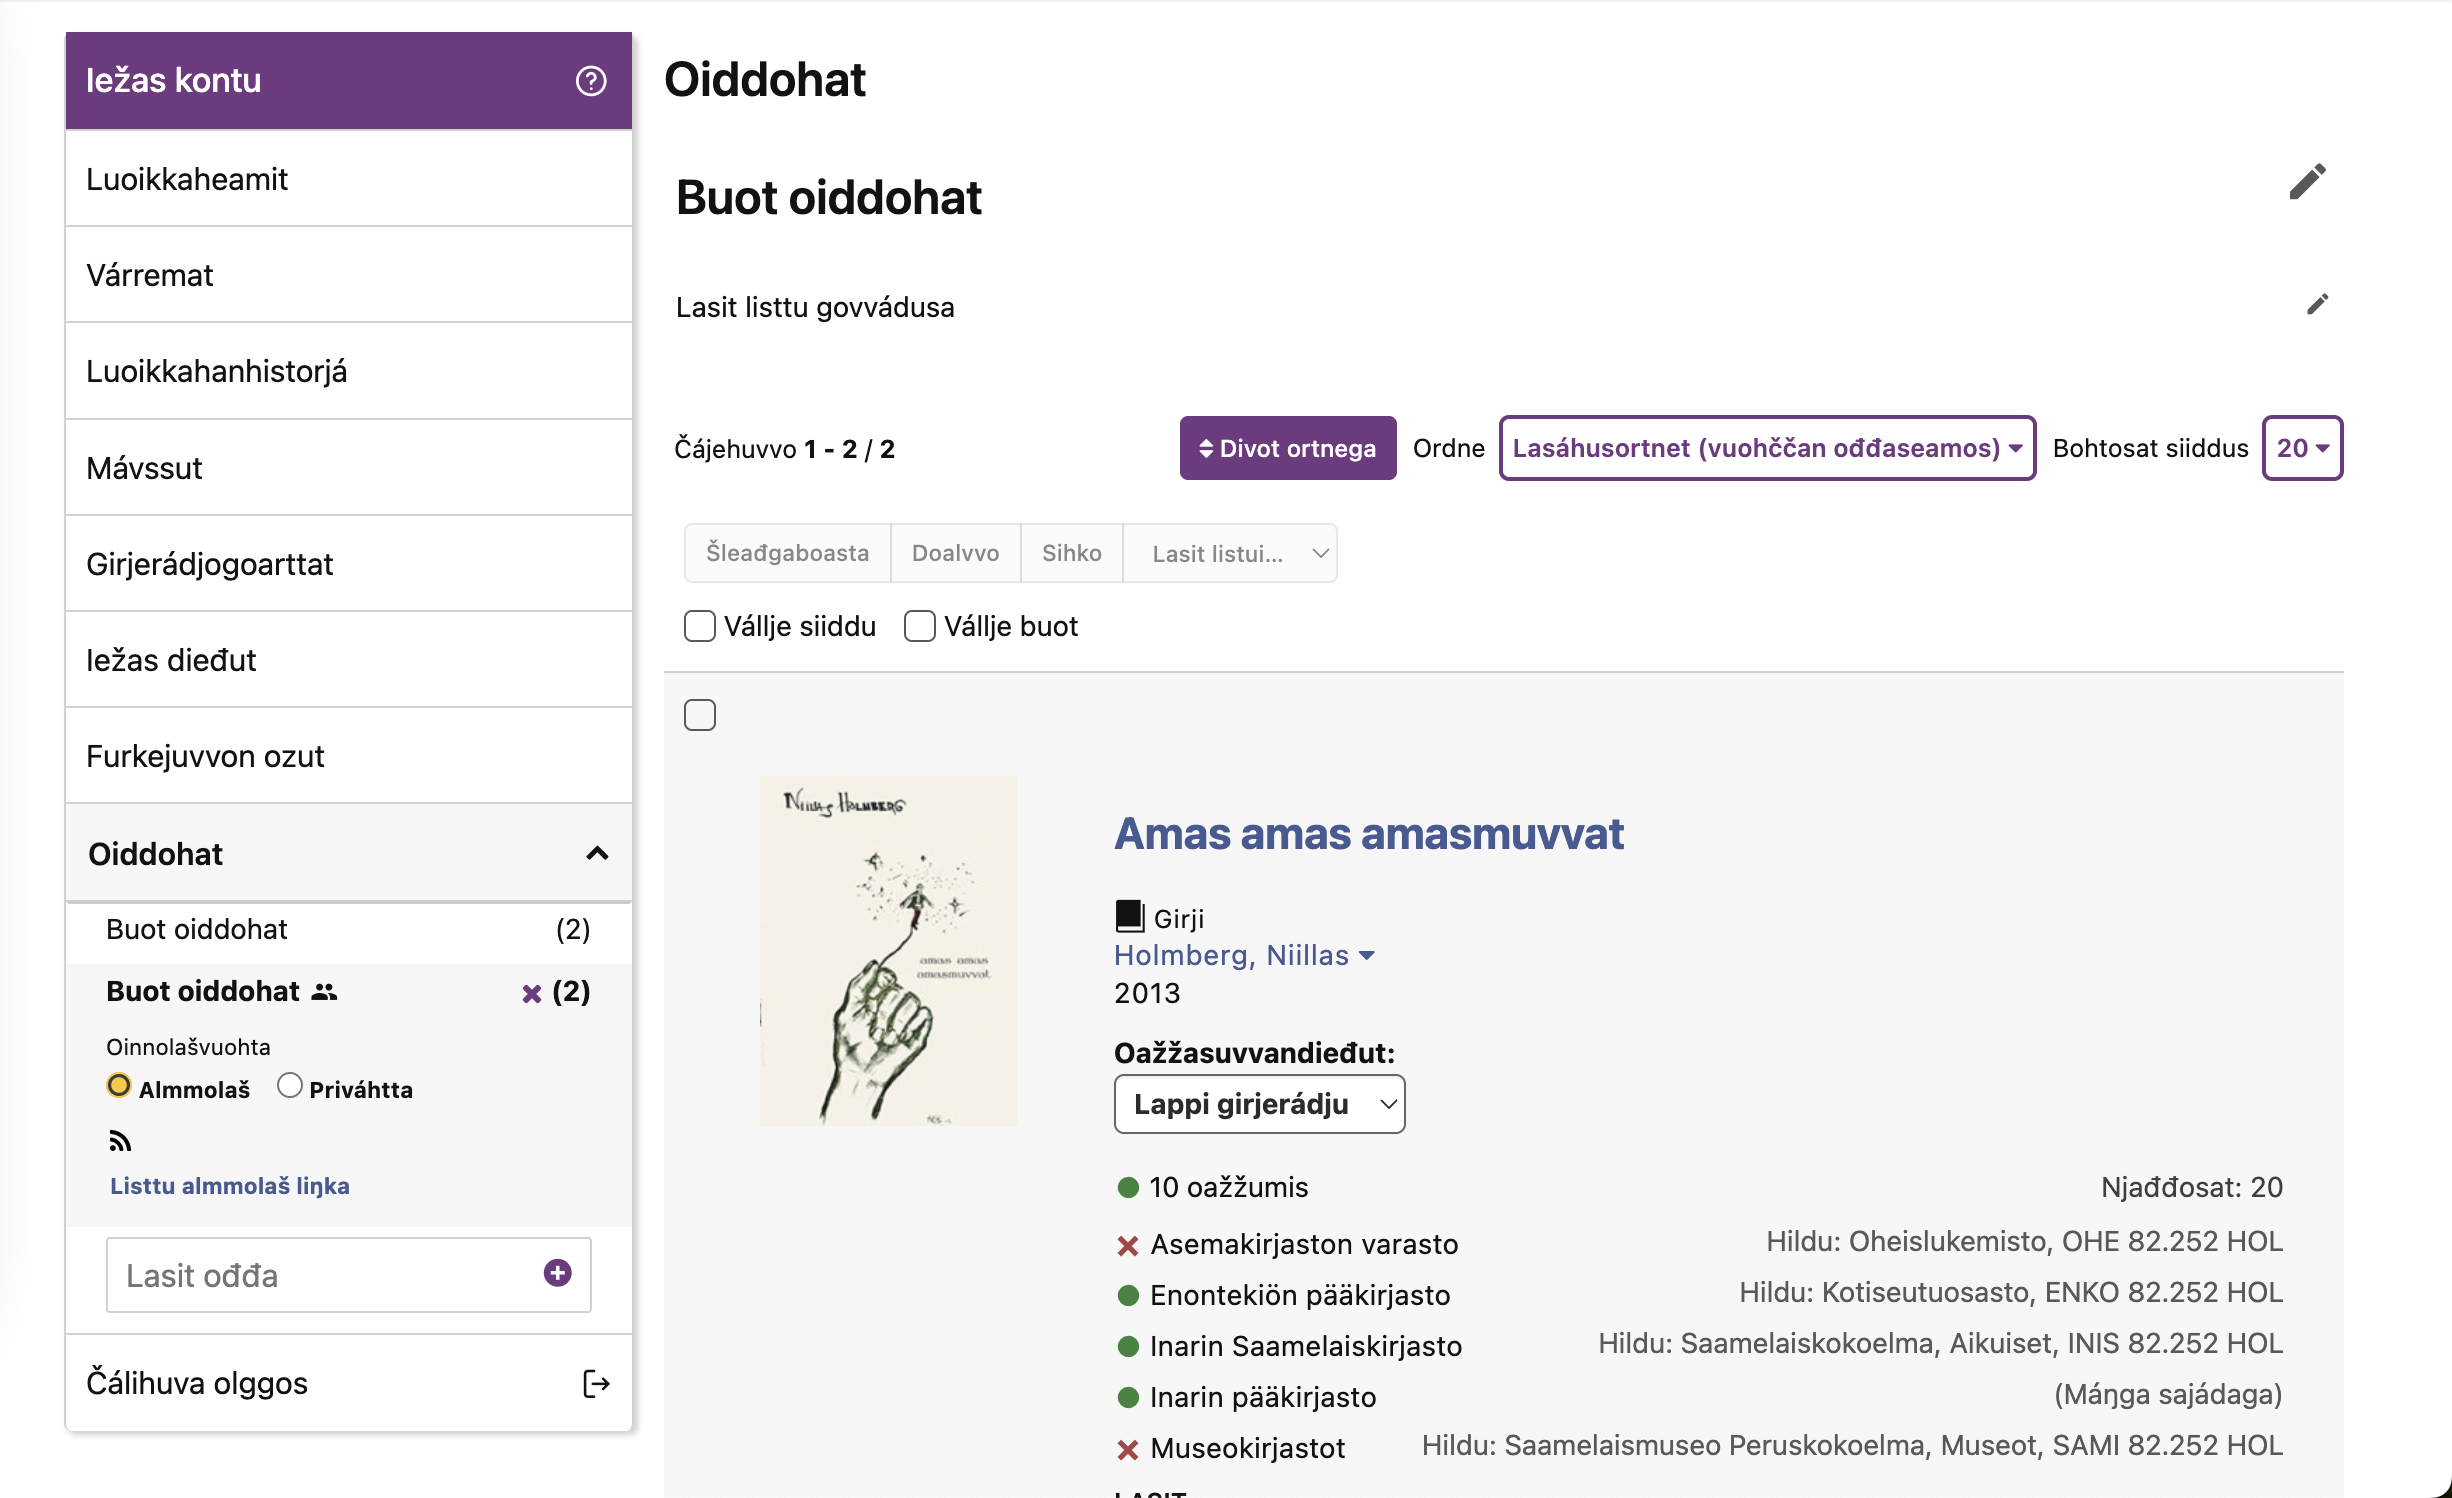 Iežas kontu
Luoikkaheamit
Várremat
Luoikkahanhistorjá
Mávssut
Girjerádjogoarttat
Iežas dieđut
Furkejuvvon ozut
Oiddohat
Buot oiddohat (2)
Buot oiddohat (2)
Oinnolašvuohta
Almmolaš Priváhtta
Listtu almmolaš liŋka
Lasit ođđa
Čálihuva olggos
Oiddohat
Buot oiddohat
Lasit listtu govvádusa
Čájehuvvo 1 - 2 / 2 Divot ortnega Ordne Lasáhusortnet (vuohččan ođđaseamos) Bohtosat siiddus 20
Šleađgaboasta Doalvvo Sihko Lasit listui...
Vállje siiddu Vállje buot
Niillas Holmberg
amas amas
amasmuvvat
Amas amas amasmuvvat
Girji
Holmberg, Niillas
2013
Oažžasuvvandieđut:
Lappi girjerádju
10 oažžumis Njađđosat: 20
Asemakirjaston varasto Hildu: Oheislukemisto, OHE 82.252 HOL
Enontekiön pääkirjasto Hildu: Kotiseutuosasto, ENKO 82.252 HOL
Inarin Saamelaiskirjasto Hildu: Saamelaiskokoelma, Aikuiset, INIS 82.252 HOL
Inarin pääkirjasto (Máŋga sajádaga)
Museokirjastot Hildu: Saamelaismuseo Peruskokoelma, Museot, SAMI 82.252 HOL